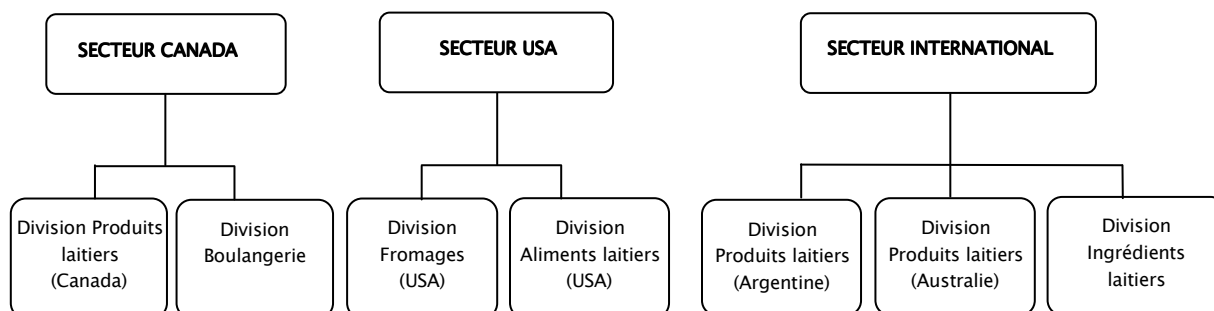 SECTEUR CANADA
SECTEUR USA
SECTEUR INTERNATIONAL
Division Produits
laitiers
(Canada)
Division
Boulangerie
Division
Fromages
(USA)
Division
Aliments laitiers
(USA)
Division
Produits laitiers
(Argentine)
Division
Produits laitiers
(Australie)
Division
Ingrédients
laitiers